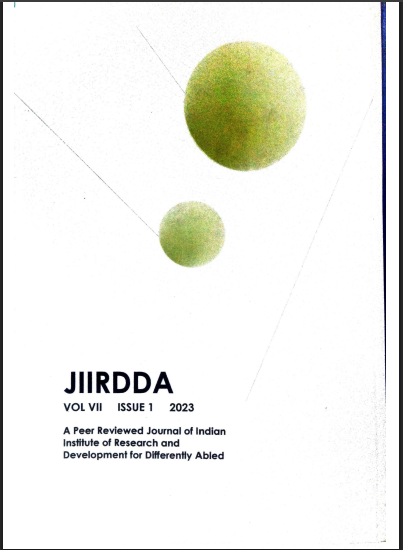 JIIRDDA
VOL VII ISSUE 1 2023
A Peer Reviewed Journal of Indian
Institute of Research and
Development for Differently Abled